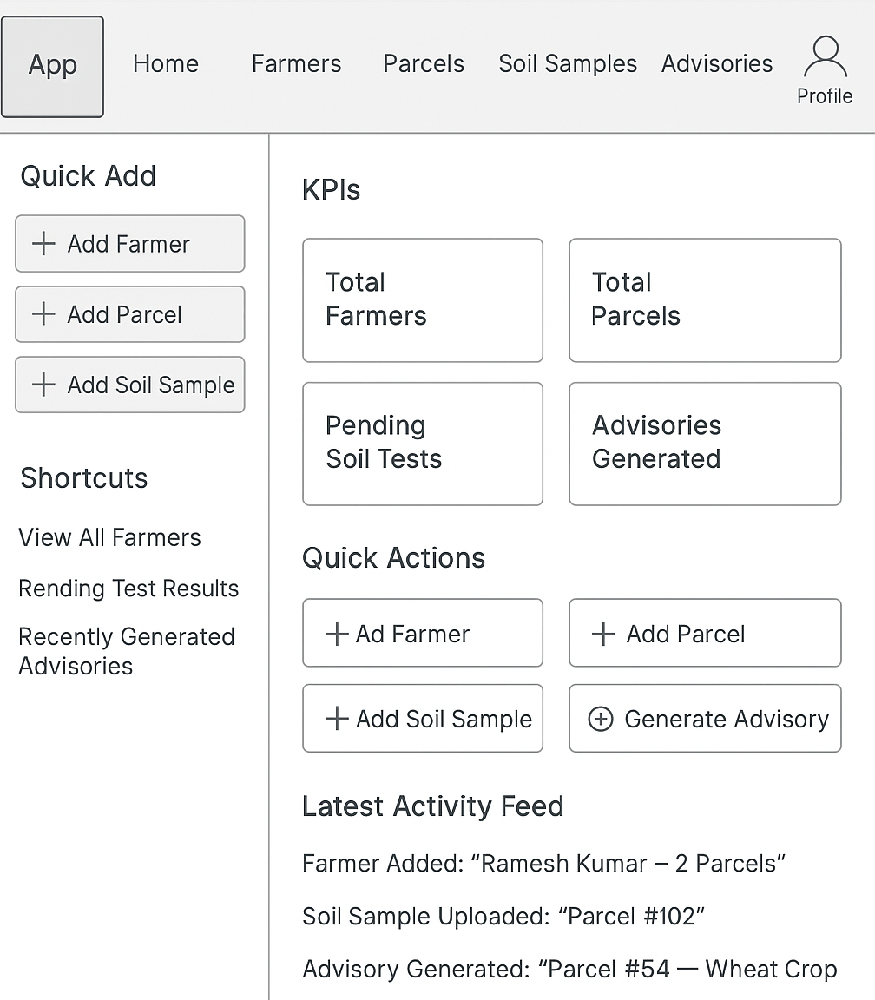 App
Home
Farmers
Parcels
Soil Samples
Advisories
Profile
Quick Add
Add Farmer
Add Parcel
Add Soil Sample
Shortcuts
View All Farmers
Rending Test Results
Recently Generated
Advisories
KPIs
Total
Farmers
Total
Parcels
Pending
Soil Tests
Advisories
Generated
Quick Actions
Ad Farmer
Add Parcel
Add Soil Sample
Generate Advisory
Latest Activity Feed
Farmer Added: “Ramesh Kumar – 2 Parcels”
Soil Sample Uploaded: “Parcel #102”
Advisory Generated: “Parcel #54 — Wheat Crop